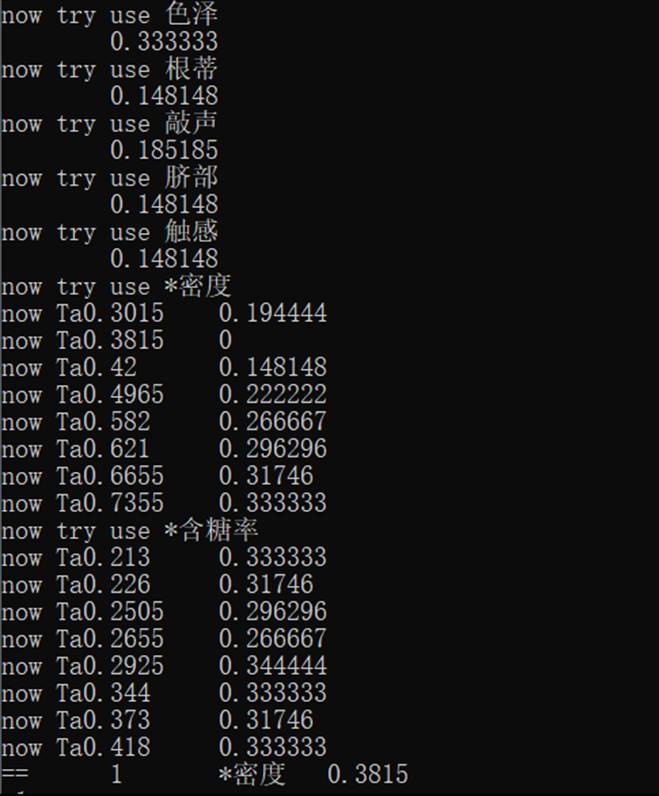 now try use 色泽
0.333333
now try use 根蒂
0.148148
now try use 敲声
0.185185
now try use 脐部
0.148148
now try use 触感
0.148148
now try use *密度
now Ta0.3015 0.194444
now Ta0.3815 0
now Ta0.42 0.148148
now Ta0.4965 0.222222
now Ta0.582 0.266667
now Ta0.621 0.296296
now Ta0.6655 0.31746
now Ta0.7355 0.333333
now try use *含糖率
now Ta0.213 0.333333
now Ta0.226 0.31746
now Ta0.2505 0.296296
now Ta0.2655 0.266667
now Ta0.2925 0.344444
now Ta0.344 0.333333
now Ta0.373 0.31746
now Ta0.418 0.333333
== 1 *密度 0.3815